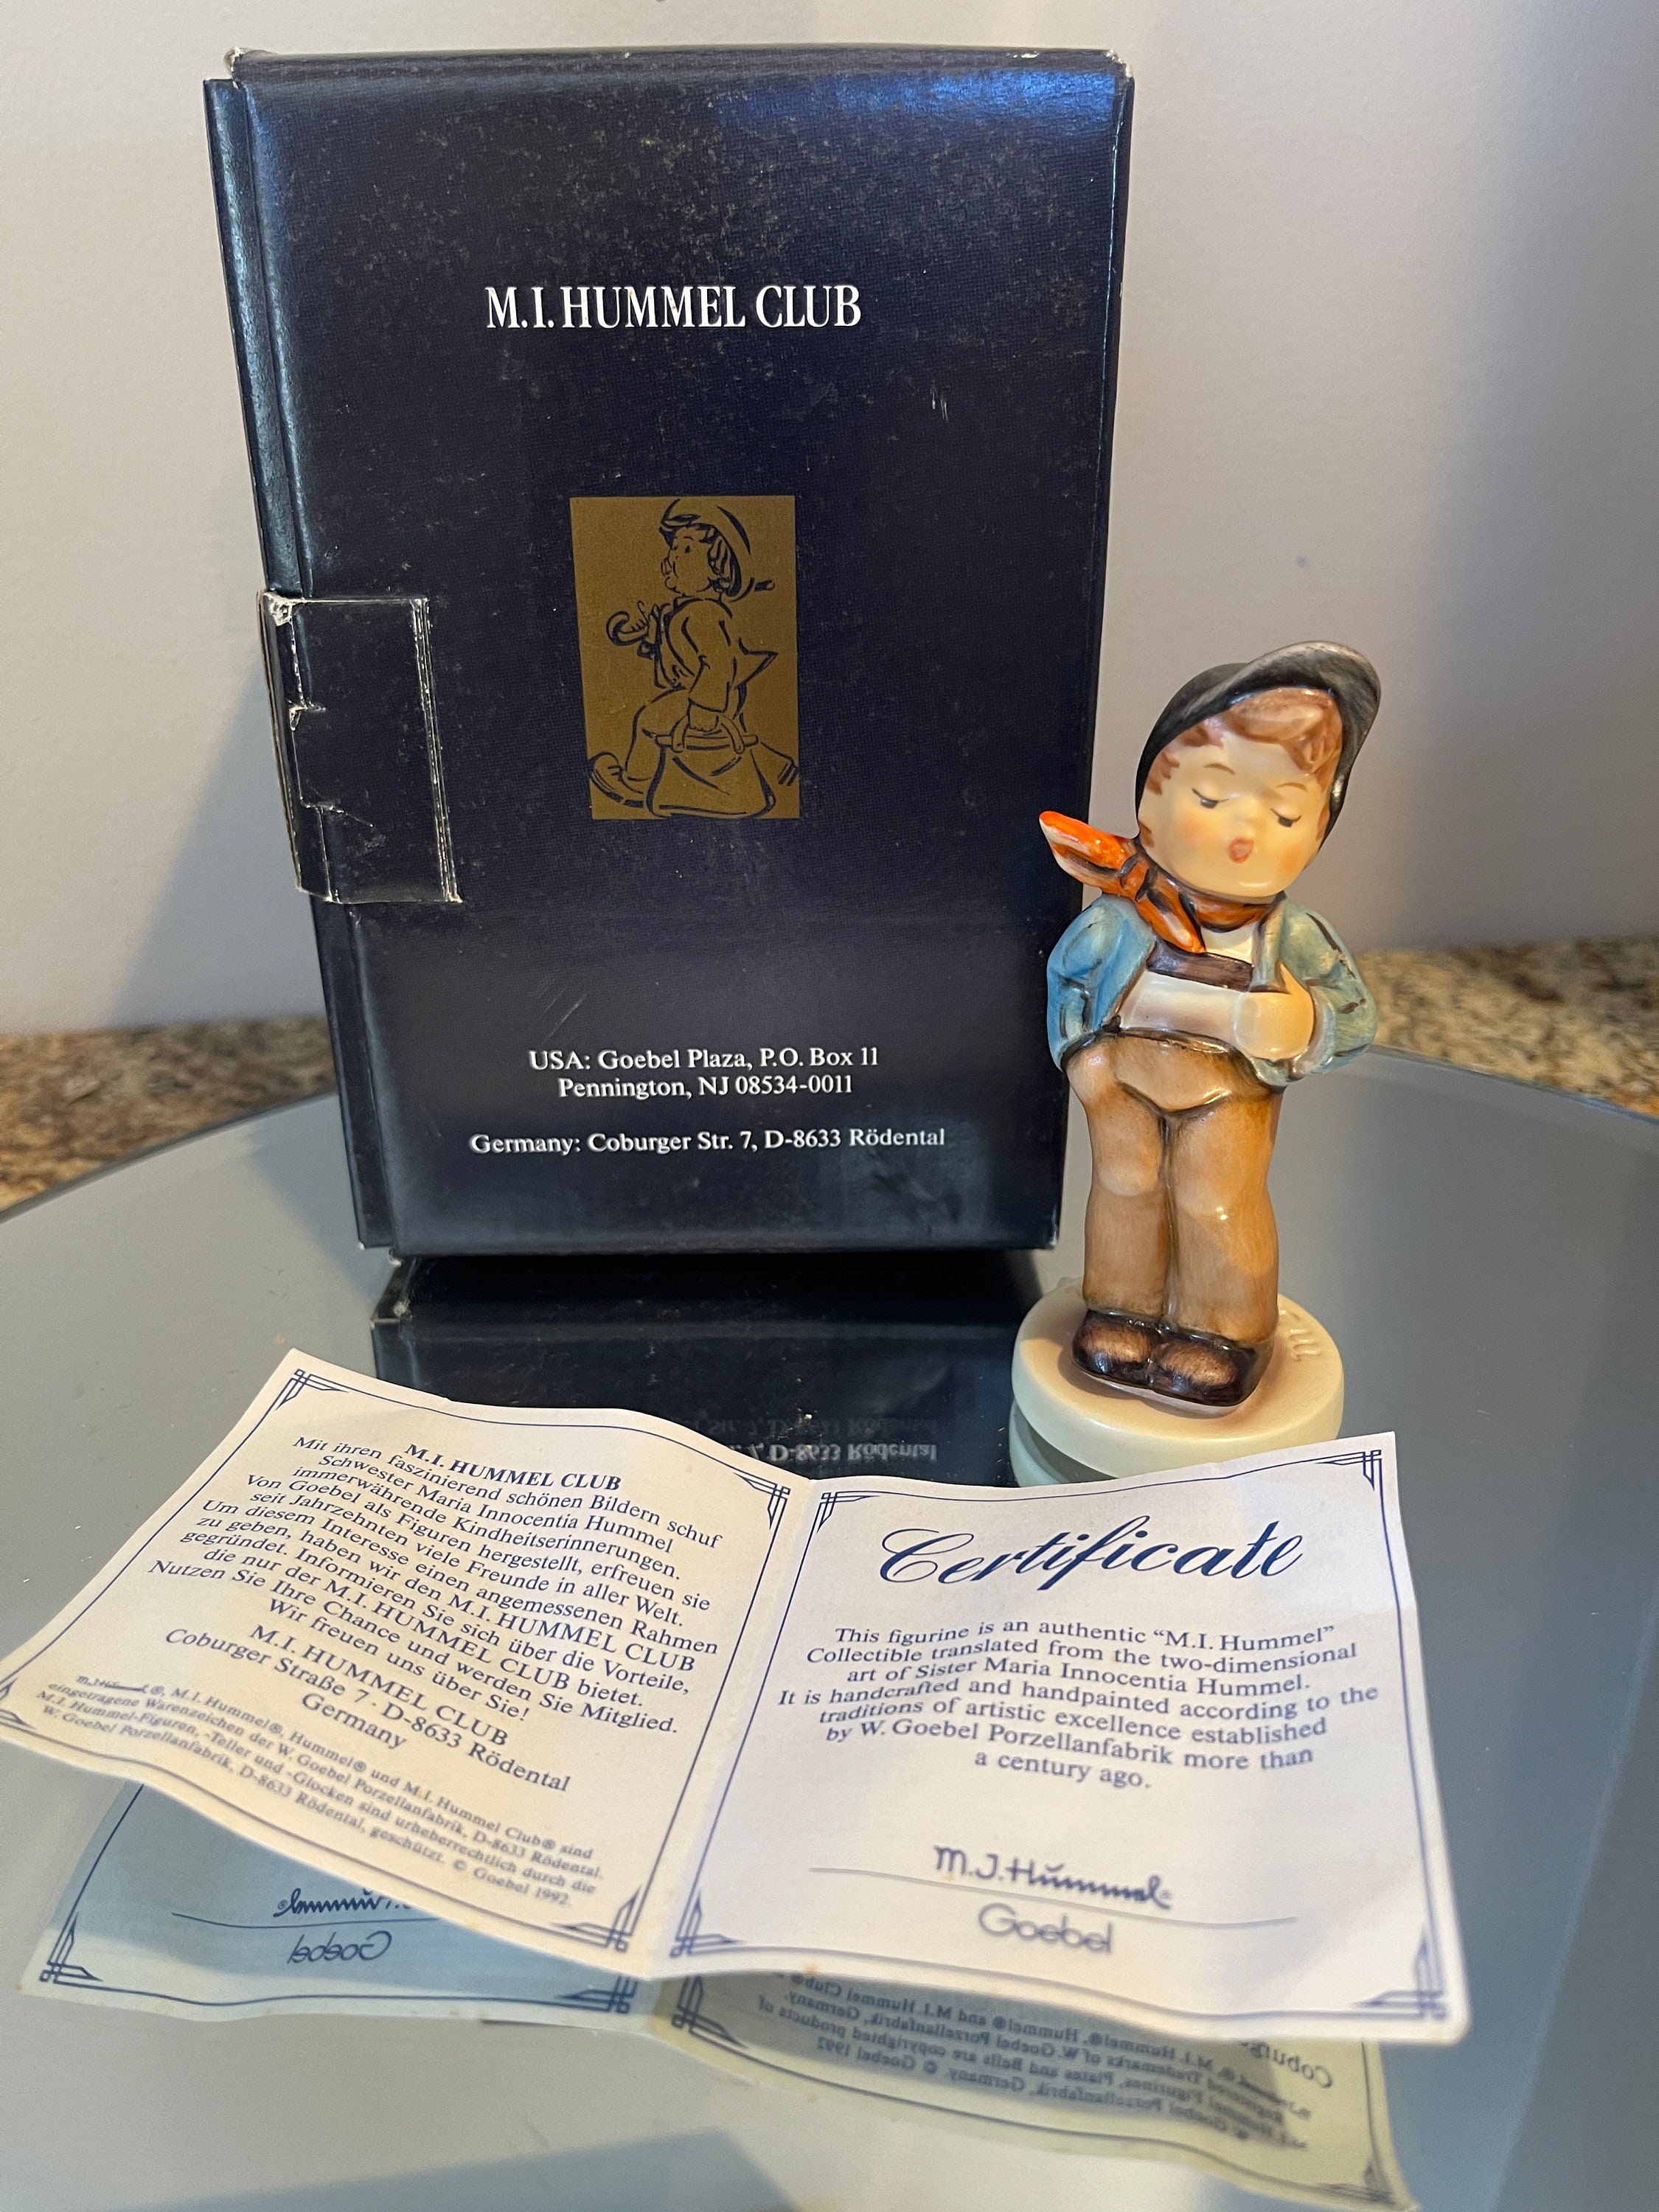 M.I. HUMMEL CLUB
USA: Goebel Plaza, P.O. Box 11
Pennington, NJ 08534-0011
Germany: Coburger Str. 7, D-8633 Rödental
M.I. HUMMEL CLUB
Mit ihren faszinierend schönen Bildern schuf
Schwester Maria Innocentia Hummel
immerwährende Kindheitserinnerungen.
Von Goebel als Figuren hergestellt, erfreuen sie
seit Jahrzehnten viele Freunde in aller Welt.
Um diesem Interesse einen angemessenen Rahmen
zu geben, haben wir den M.I. HUMMEL CLUB
gegründet. Informieren Sie sich über die Vorteile,
die nur der M.I. HUMMEL CLUB bietet.
Nutzen Sie Ihre Chance und werden Sie Mitglied.
Wir freuen uns über Sie!
M.I. HUMMEL CLUB
Coburger Straße 7 · D-8633 Rödental
Germany
M.I. Hummel®, M.I. Hummel®, Hummel® und M.I. Hummel Club® sind
eingetragene Warenzeichen der W. Goebel Porzellanfabrik, D-8633 Rödental.
M.I. Hummel-Figuren, -Teller und -Glocken sind urheberrechtlich durch die
W. Goebel Porzellanfabrik, D-8633 Rödental, geschützt. © Goebel 1992.
Certificate
This figurine is an authentic “M.I. Hummel”
Collectible translated from the two-dimensional
art of Sister Maria Innocentia Hummel.
It is handcrafted and handpainted according to the
traditions of artistic excellence established
by W. Goebel Porzellanfabrik more than
a century ago.
M.I. Hummel®
Goebel